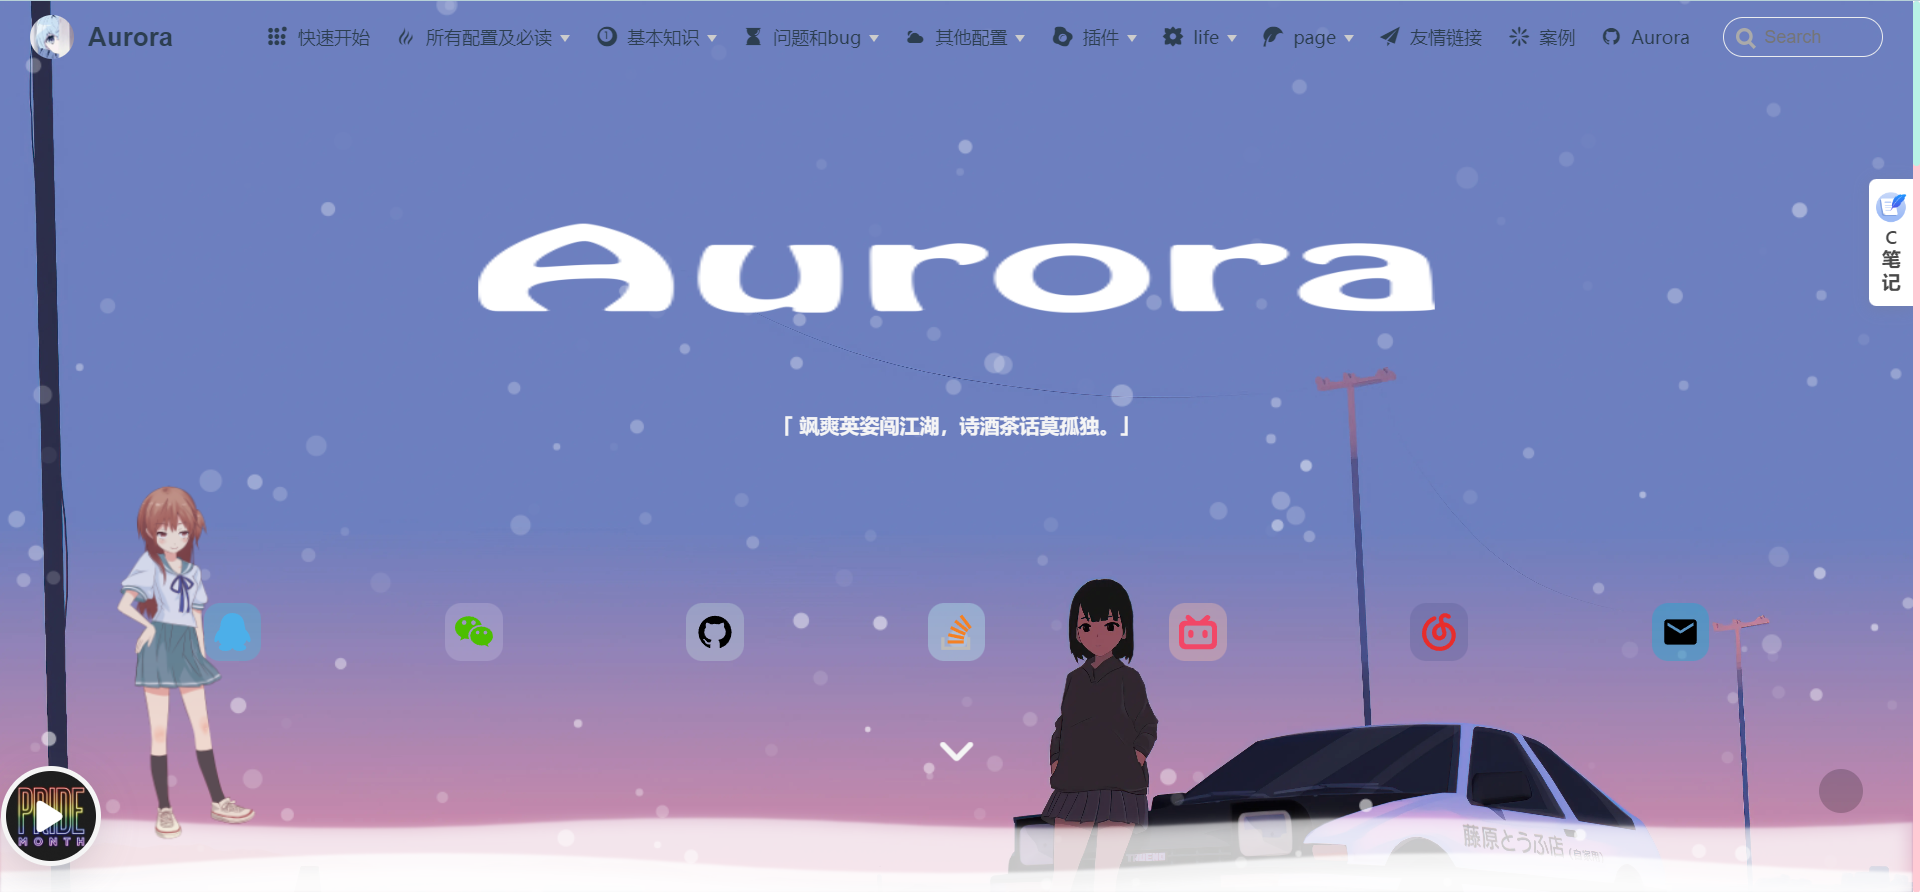 Aurora
快速开始
所有配置及必读
基本知识
问题和bug
其他配置
插件
life
page
友情链接
案例
Aurora
Search
C
笔
记
Aurora
「 飒爽英姿闯江湖，诗酒茶话莫孤独。」
PRIDE
MONTH
藤原とうふ店